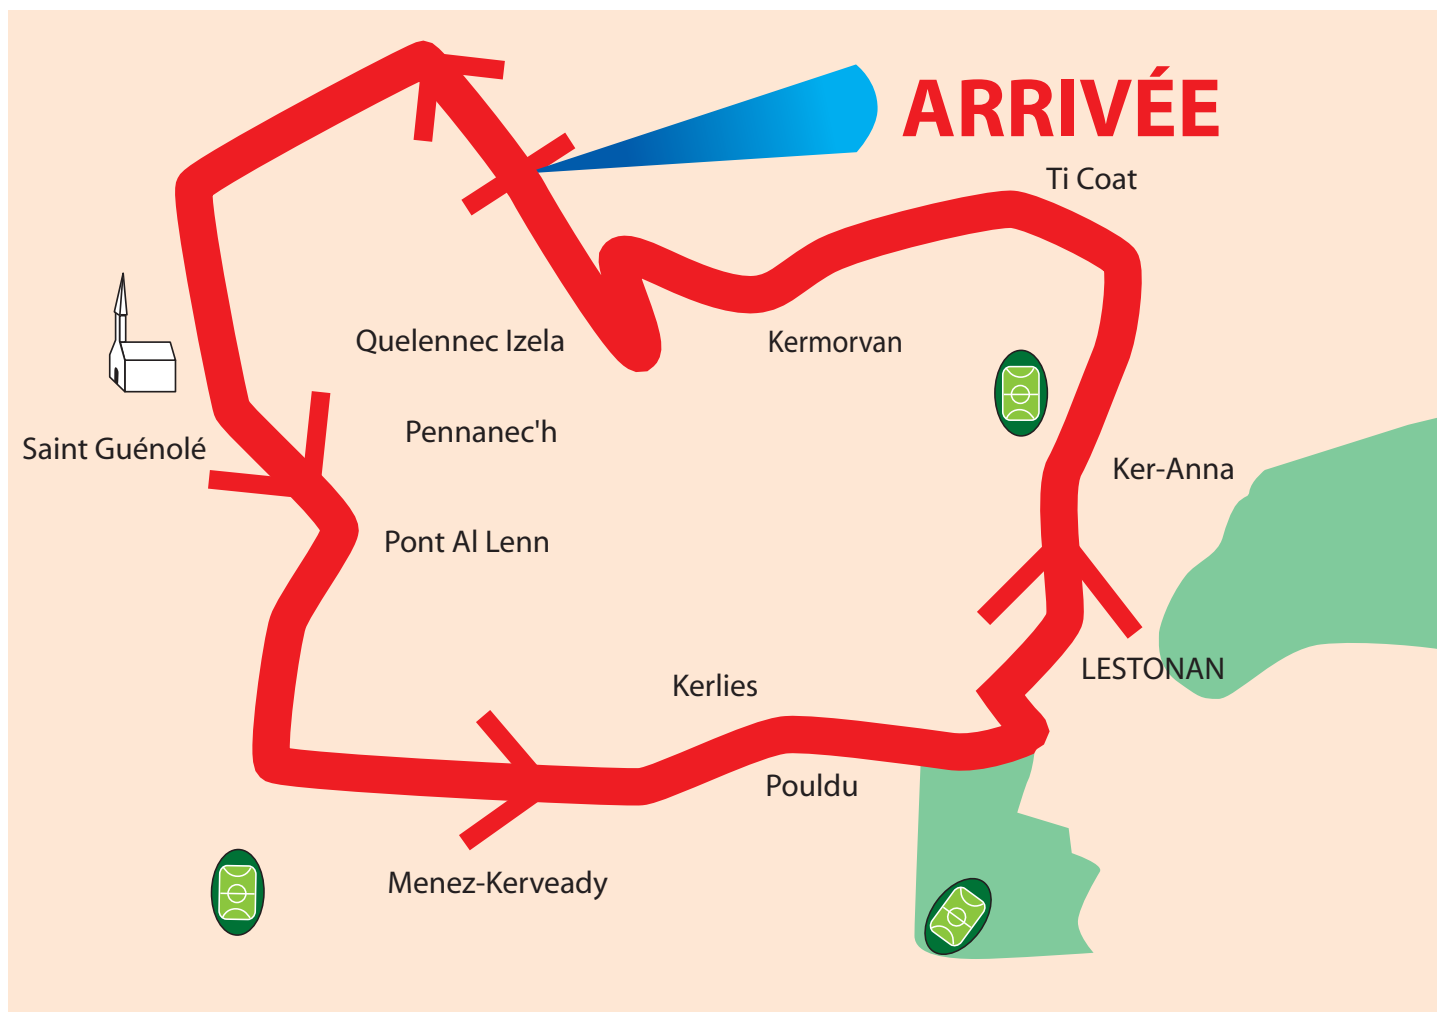 ARRIVÉE
Ti Coat
Quelennec Izela
Kermorvan
Pennanec'h
Saint Guénolé
Ker-Anna
Pont Al Lenn
LESTONAN
Kerlies
Pouldu
Menez-Kerveady